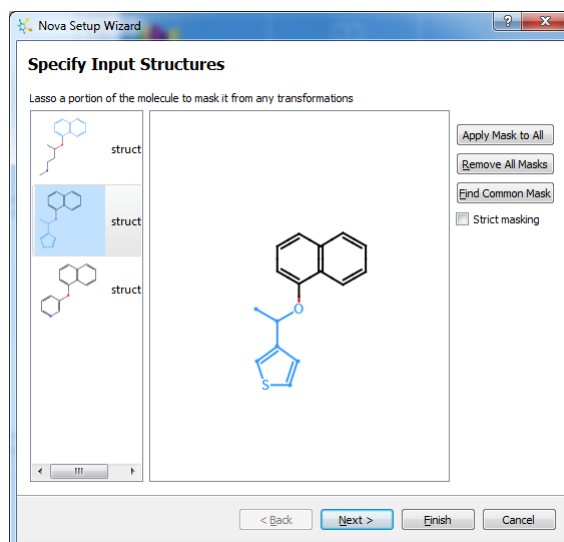 Nova Setup Wizard
Specify Input Structures
Lasso a portion of the molecule to mask it from any transformations
struct
struct
struct
O
S
Apply Mask to All
Remove All Masks
Find Common Mask
Strict masking
< Back
Next >
Finish
Cancel